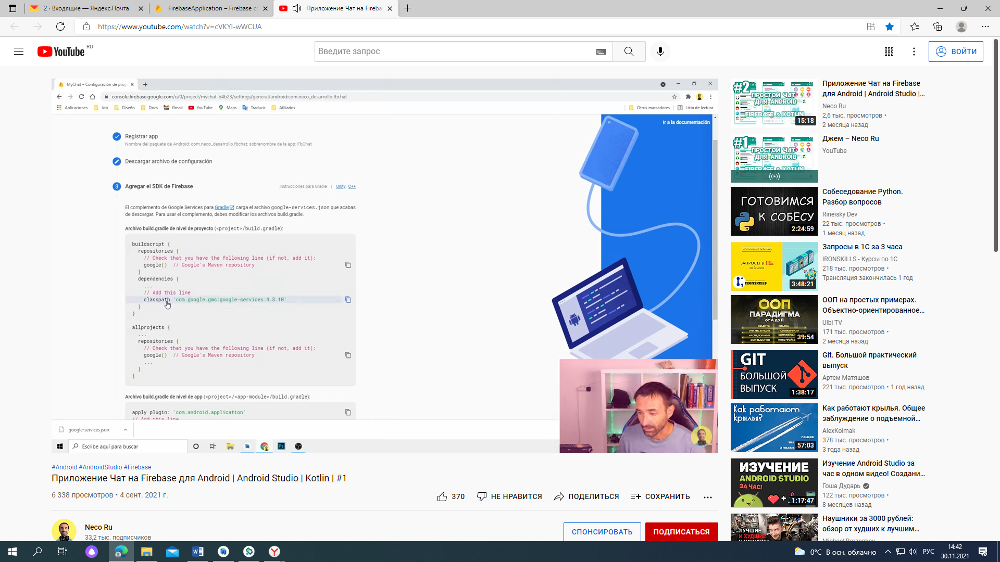 2 · Входящие — Яндекс.Почта
FirebaseApplication – Firebase co
Приложение Чат на Fireba
https://www.youtube.com/watch?v=cVKYI-wWCUA
YouTube RU
Введите запрос
ВОЙТИ
MyChat – Configuración de proy
console.firebase.google.com/u/0/project/mychat-b4b23/settings/general/android:com.neco_desarrollo.fbchat
Aplicaciones Job Diseño Docs Gmail YouTube Maps Traducir Afiliados Otros marcadores Lista de lectura
Ir a la documentación
Registrar app
Nombre del paquete de Android: com.neco_desarrollo.fbchat; sobrenombre de la app: FbChat
Descargar archivo de configuración
3 Agregar el SDK de Firebase
Instrucciones para Gradle | Unity C++
El complemento de Google Services para Gradle carga el archivo google-services.json que acabas
de descargar. Para usar el complemento, debes modificar los archivos build.gradle.
Archivo build.gradle de nivel de proyecto (<project>/build.gradle):
buildscript {
repositories {
// Check that you have the following line (if not, add it):
google() // Google's Maven repository
}
dependencies {
...
// Add this line
classpath 'com.google.gms:google-services:4.3.10'
}
}
allprojects {
...
repositories {
// Check that you have the following line (if not, add it):
google() // Google's Maven repository
...
}
}
Archivo build.gradle de nivel de app (<project>/<app-module>/build.gradle):
apply plugin: 'com.android.application'
// Add this line
google-services.json
Escribe aquí para buscar
#Android #AndroidStudio #Firebase
Приложение Чат на Firebase для Android | Android Studio | Kotlin | #1
6 338 просмотров • 4 сент. 2021 г.
370
НЕ НРАВИТСЯ
ПОДЕЛИТЬСЯ
СОХРАНИТЬ
Neco Ru
33,2 тыс. подписчиков
СПОНСИРОВАТЬ
ПОДПИСАТЬСЯ
#2
ПРОСТОЙ ЧАТ
ДЛЯ ANDROID
FIREBASE & KOTLIN
15:18
Приложение Чат на Firebase
для Android | Android Studio |...
Neco Ru
2,6 тыс. просмотров •
2 месяца назад
#1
ПРОСТОЙ ЧАТ
ДЛЯ ANDROID
FIREBASE & KOTLIN
Джем – Neco Ru
YouTube
ГОТОВИМСЯ
К СОБЕСУ
2:24:59
Собеседование Python.
Разбор вопросов
Rineisky Dev
22 тыс. просмотров •
1 месяц назад
Бесплатный вебинар
ЗАПРОСЫ В 1С
за 3 часа
IRONSKILLS
3:48:21
Запросы в 1С за 3 часа
IRONSKILLS - Курсы по 1С
218 тыс. просмотров •
Трансляция закончилась 1 год
ООП
ПАРАДИГМА
от А до Я
ОБЪЕКТЫ КЛАССЫ
ИНКАПСУЛЯЦИЯ ПОЛИМОРФИЗМ
НАСЛЕДОВАНИЕ КОМПОЗИЦИ
DEP. INJECTION ИНТЕРФЕЙС
39:54
ООП на простых примерах.
Объектно-ориентированное...
Ulbi TV
171 тыс. просмотров •
2 месяца назад
GIT
БОЛЬШОЙ
ВЫПУСК
1:38:17
Git. Большой практический
выпуск
Артем Матяшов
221 тыс. просмотров • 1 год назад
Как работают
крылья?
ОБЩЕЕ
57:03
Как работают крылья. Общее
заблуждение о подъемной...
AlexKolmak
378 тыс. просмотров •
3 года назад
ИЗУЧЕНИЕ
ANDROID STUDIO
ЗА ЧАС!
1:17:47
Изучение Android Studio за
час в одном видео! Создани...
Гоша Дударь
122 тыс. просмотров •
8 месяцев назад
ЛУЧШИЕ
И ХУДШИЕ
НАУШНИКИ
Наушники за 3000 рублей:
обзор от худших к лучшим...
Michael Borzenkov
0°C В осн. облачно
РУС
14:42
30.11.2021